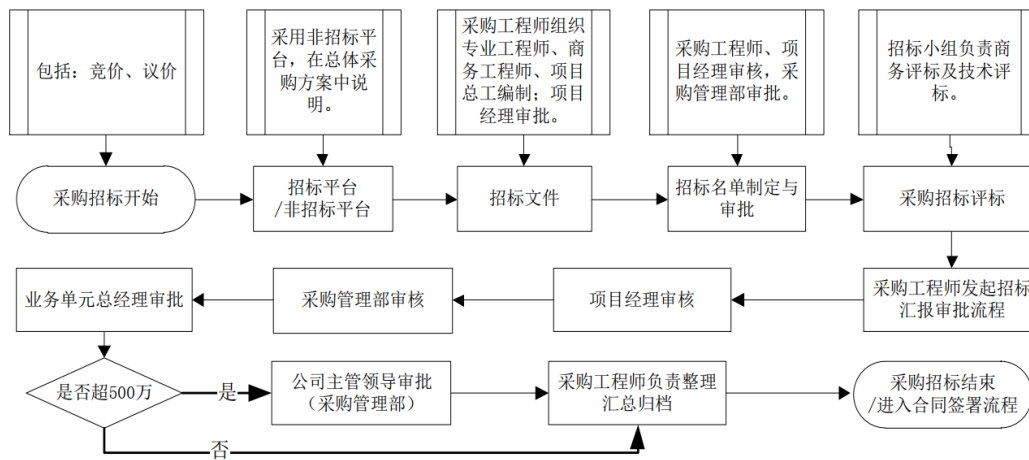 包括：竞价、议价
采用非招标平
台，在总体采
购方案中说
明。
采购工程师组织
专业工程师、商
务工程师、项目
总工编制；项目
经理审批。
采购工程师、项
目经理审核，采
购管理部审批。
招标小组负责商
务评标及技术评
标。
采购招标开始
招标平台
/非招标平台
招标文件
招标名单制定与
审批
采购招标评标
业务单元总经理审批
采购管理部审核
项目经理审核
采购工程师发起招标
汇报审批流程
是否超500万
是
公司主管领导审批
（采购管理部）
采购工程师负责整理
汇总归档
采购招标结束
/进入合同签署流程
否